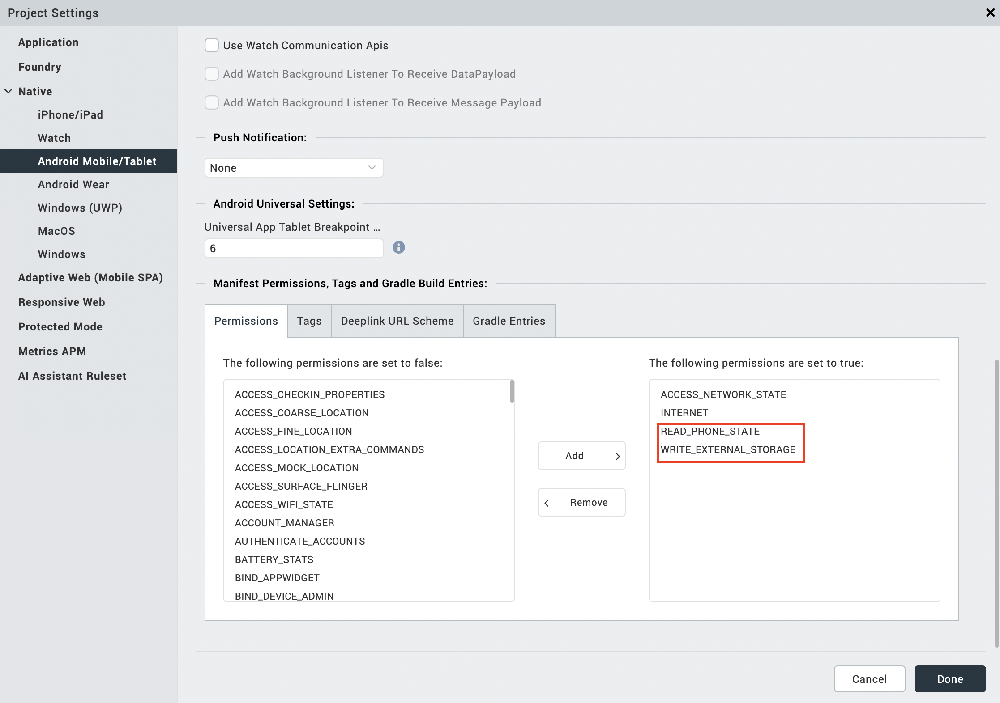 Project Settings
Application
Foundry
Native
iPhone/iPad
Watch
Android Mobile/Tablet
Android Wear
Windows (UWP)
MacOS
Windows
Adaptive Web (Mobile SPA)
Responsive Web
Protected Mode
Metrics APM
AI Assistant Ruleset
Use Watch Communication Apis
Add Watch Background Listener To Receive DataPayload
Add Watch Background Listener To Receive Message Payload
Push Notification:
None
Android Universal Settings:
Universal App Tablet Breakpoint ...
6
Manifest Permissions, Tags and Gradle Build Entries:
Permissions Tags Deeplink URL Scheme Gradle Entries
The following permissions are set to false:
ACCESS_CHECKIN_PROPERTIES
ACCESS_COARSE_LOCATION
ACCESS_FINE_LOCATION
ACCESS_LOCATION_EXTRA_COMMANDS
ACCESS_MOCK_LOCATION
ACCESS_SURFACE_FLINGER
ACCESS_WIFI_STATE
ACCOUNT_MANAGER
AUTHENTICATE_ACCOUNTS
BATTERY_STATS
BIND_APPWIDGET
BIND_DEVICE_ADMIN
Add
Remove
The following permissions are set to true:
ACCESS_NETWORK_STATE
INTERNET
READ_PHONE_STATE
WRITE_EXTERNAL_STORAGE
Cancel
Done